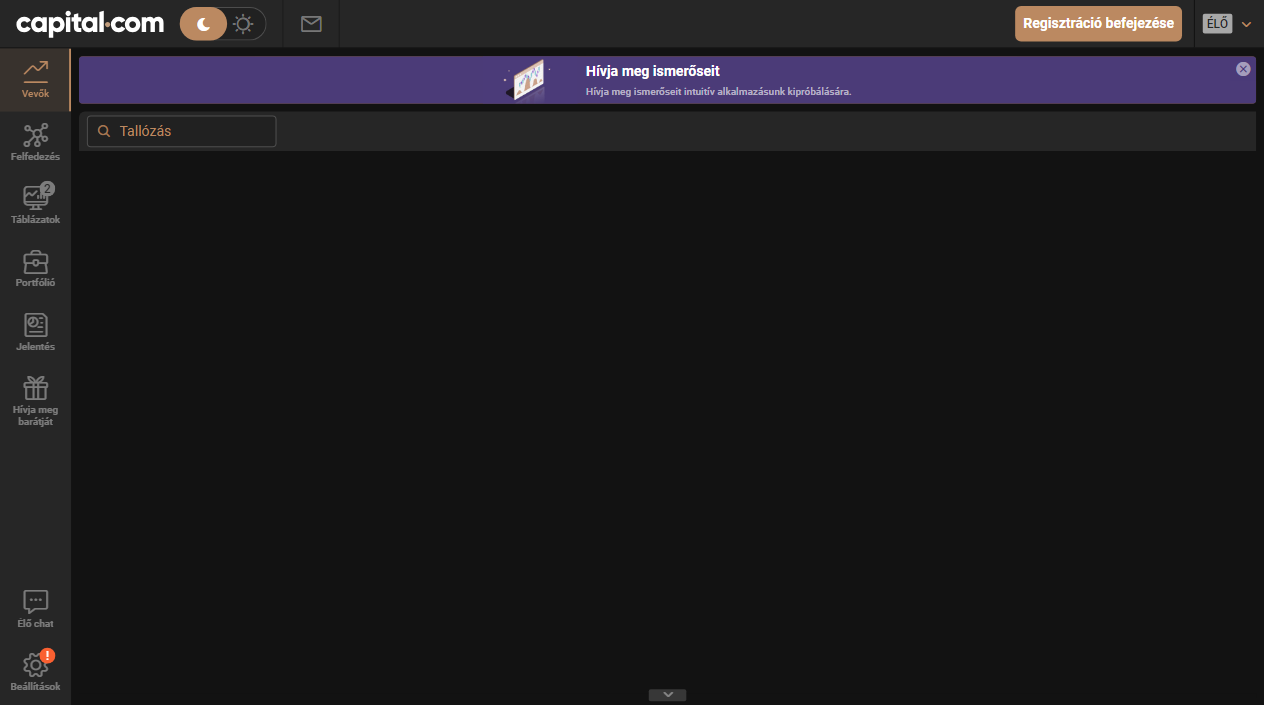 capital.com
Regisztráció befejezése
ÉLŐ
Vevők
Hívja meg ismerőseit
Hívja meg ismerőseit intuitív alkalmazásunk kipróbálására.
Tallózás
Felfedezés
2
Táblázatok
Portfólió
Jelentés
Hívja meg
barátját
Élő chat
!
Beállítások